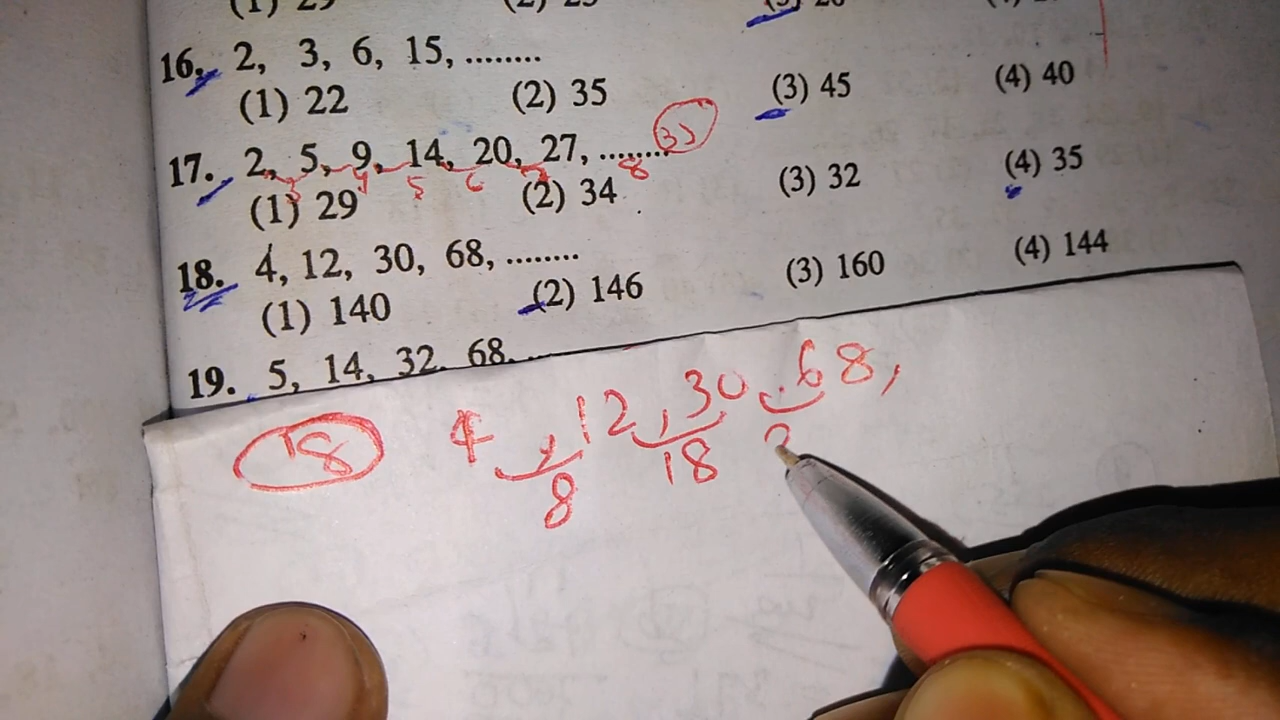 16. 2, 3, 6, 15, ........
(1) 22 (2) 35 (3) 45 (4) 40
17. 2, 5, 9, 14, 20, 27, ........ 35
3 4 5 6 7 8
(1) 29 (2) 34 (3) 32 (4) 35
18. 4, 12, 30, 68, ........
(1) 140 (2) 146 (3) 160 (4) 144
19. 5, 14, 32, 68, ...
18 4, 12, 30, 68,
8 18 3